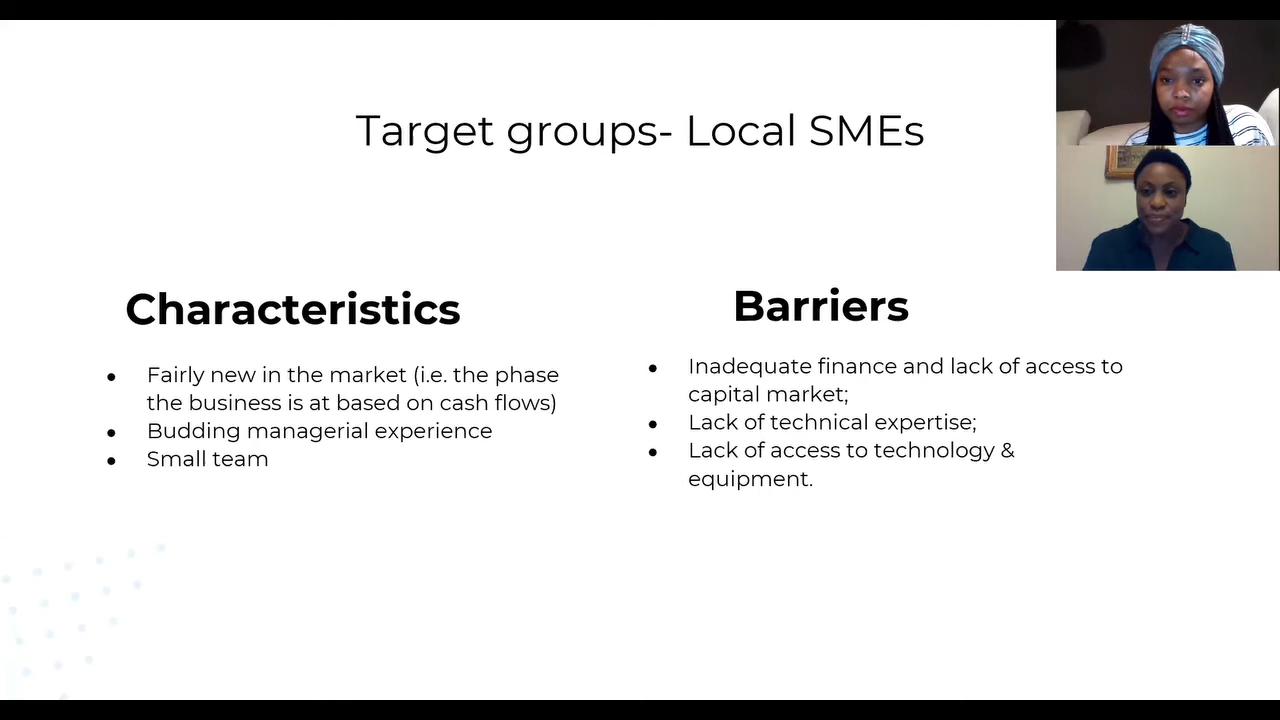 Target groups- Local SMEs
Characteristics
● Fairly new in the market (i.e. the phase
the business is at based on cash flows)
● Budding managerial experience
● Small team
Barriers
● Inadequate finance and lack of access to
capital market;
● Lack of technical expertise;
● Lack of access to technology &
equipment.